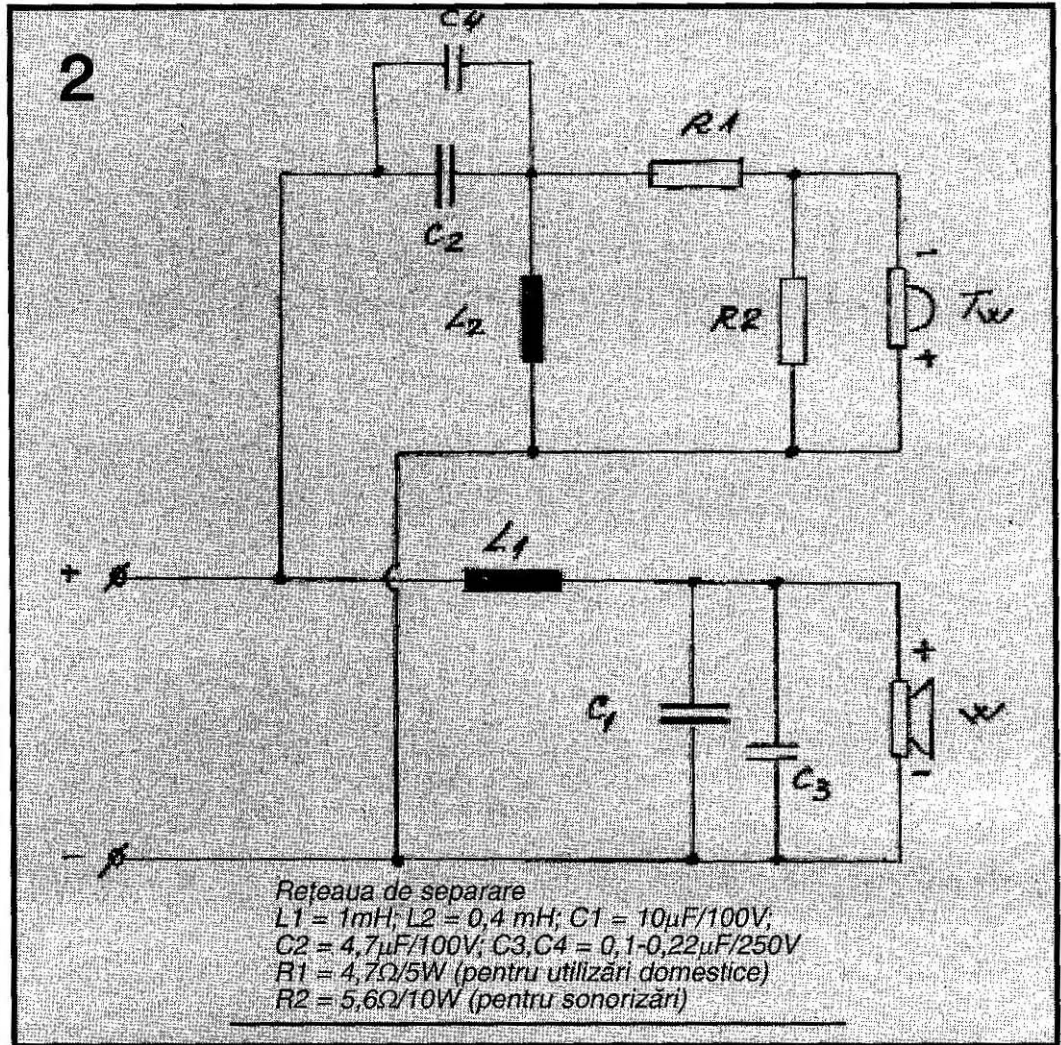 2
C4
C2
R1
L2
R2
-
Tw
+
L1
+
C1
C3
+
W
-
-
Rețeaua de separare
L1 = 1mH; L2 = 0,4 mH; C1 = 10µF/100V;
C2 = 4,7µF/100V; C3,C4 = 0,1-0,22µF/250V
R1 = 4,7Ω/5W (pentru utilizări domestice)
R2 = 5,6Ω/10W (pentru sonorizări)